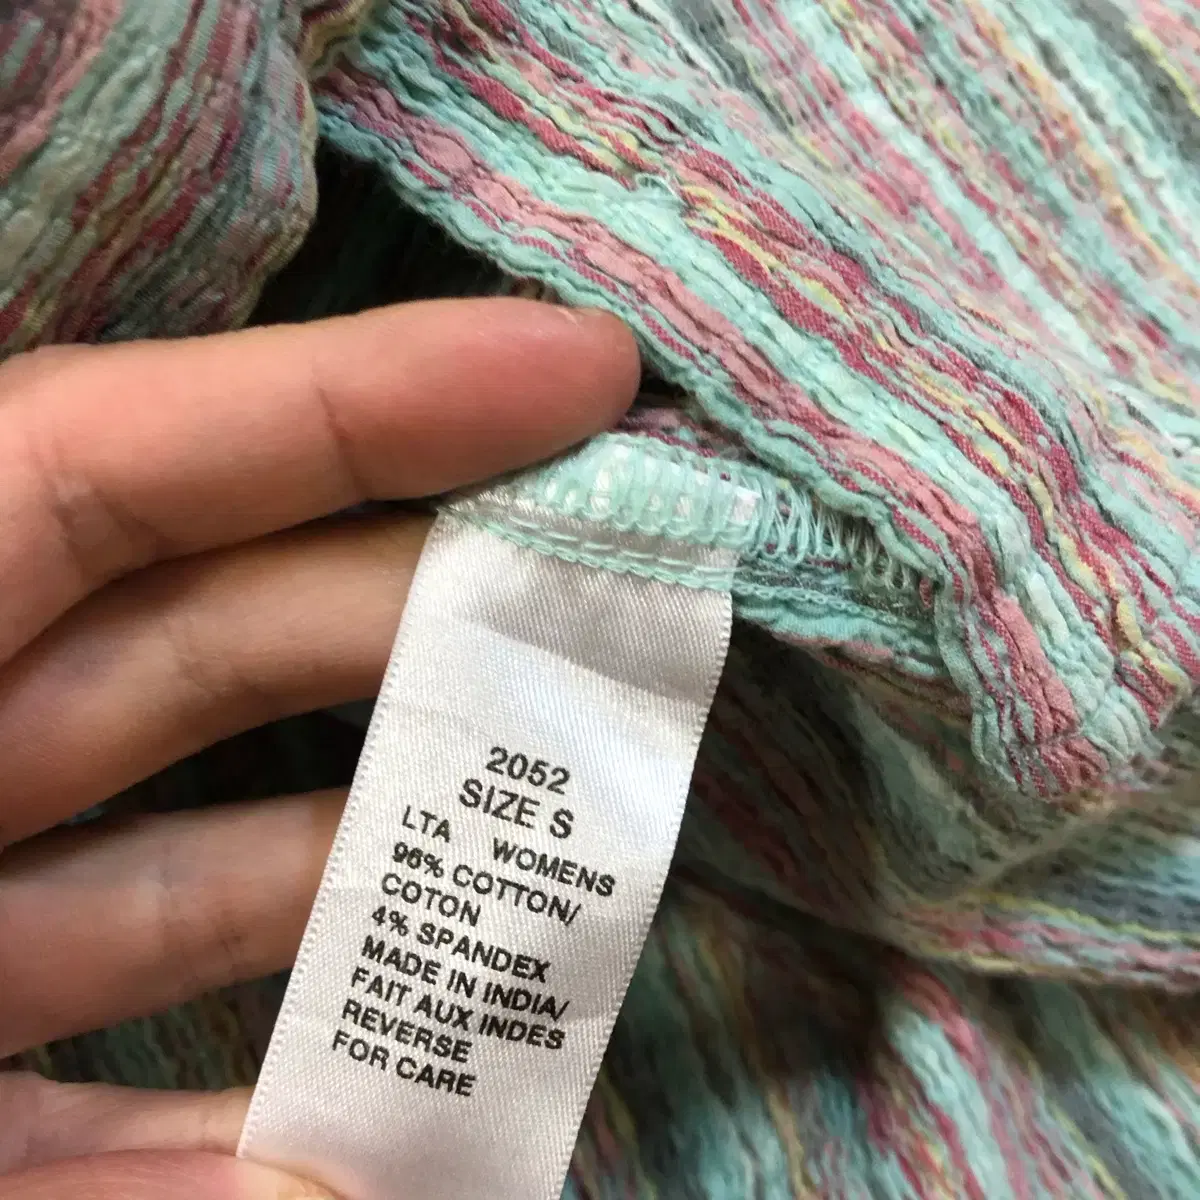 2052
SIZE S
LTA WOMENS
96% COTTON/
COTON
4% SPANDEX
MADE IN INDIA/
FAIT AUX INDES
REVERSE
FOR CARE